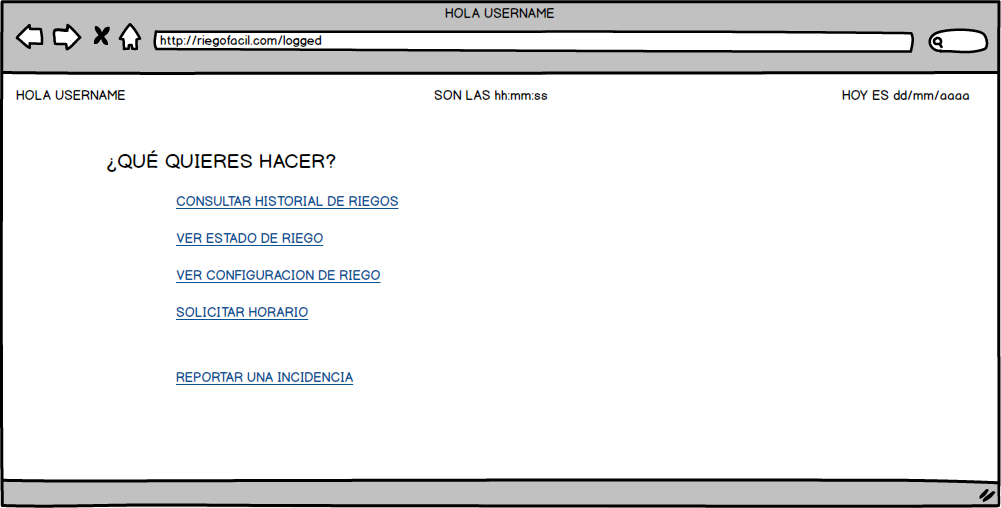 HOLA USERNAME
http://riegofacil.com/logged
HOLA USERNAME SON LAS hh:mm:ss HOY ES dd/mm/aaaa
¿QUÉ QUIERES HACER?
CONSULTAR HISTORIAL DE RIEGOS
VER ESTADO DE RIEGO
VER CONFIGURACION DE RIEGO
SOLICITAR HORARIO
REPORTAR UNA INCIDENCIA